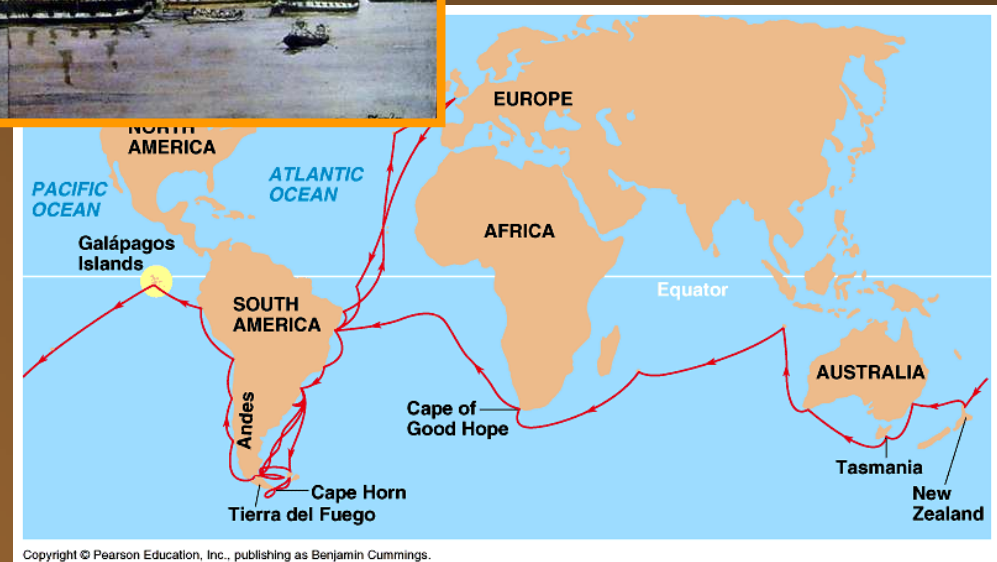 EUROPE
NORTH
AMERICA
ATLANTIC
OCEAN
PACIFIC
OCEAN
AFRICA
Galápagos
Islands
Equator
SOUTH
AMERICA
AUSTRALIA
Andes
Cape of
Good Hope
Tasmania
Cape Horn
New
Zealand
Tierra del Fuego
Copyright © Pearson Education, Inc., publishing as Benjamin Cummings.